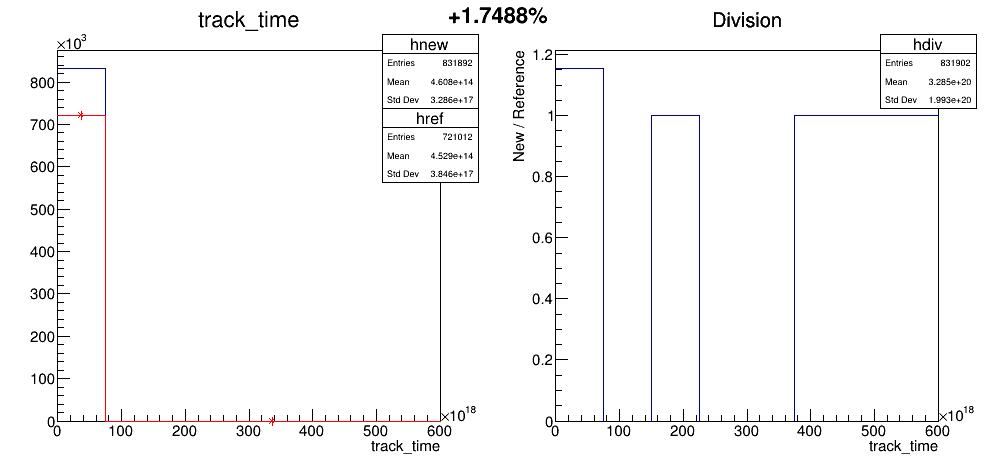 track_time
+1.7488%
Division
×10³
hnew
Entries 831892
Mean 4.608e+14
Std Dev 3.286e+17
href
Entries 721012
Mean 4.529e+14
Std Dev 3.846e+17
800
700
600
500
400
300
200
100
0
0 100 200 300 400 500 600
×10¹⁸
track_time
hdiv
Entries 831902
Mean 3.285e+20
Std Dev 1.993e+20
New / Reference
1.2
1
0.8
0.6
0.4
0.2
0
0 100 200 300 400 500 600
×10¹⁸
track_time